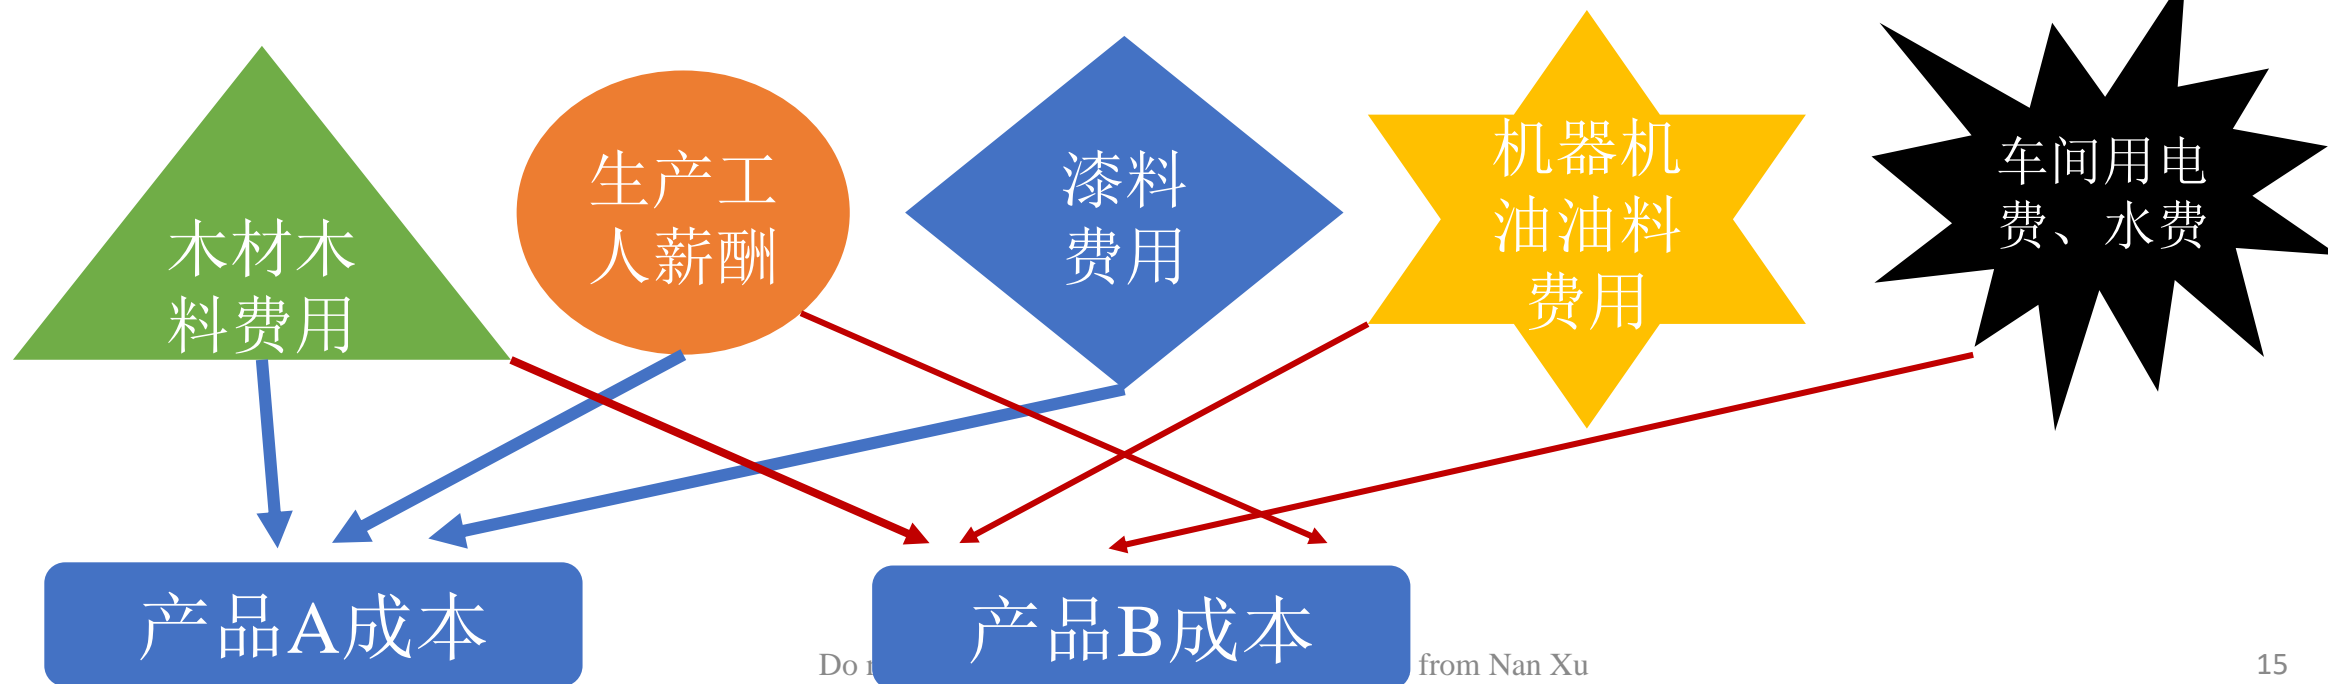 木材木
料费用
生产工
人薪酬
漆料
费用
机器机
油油料
费用
车间用电
费、水费
产品A成本
产品B成本
Do
from Nan Xu
15